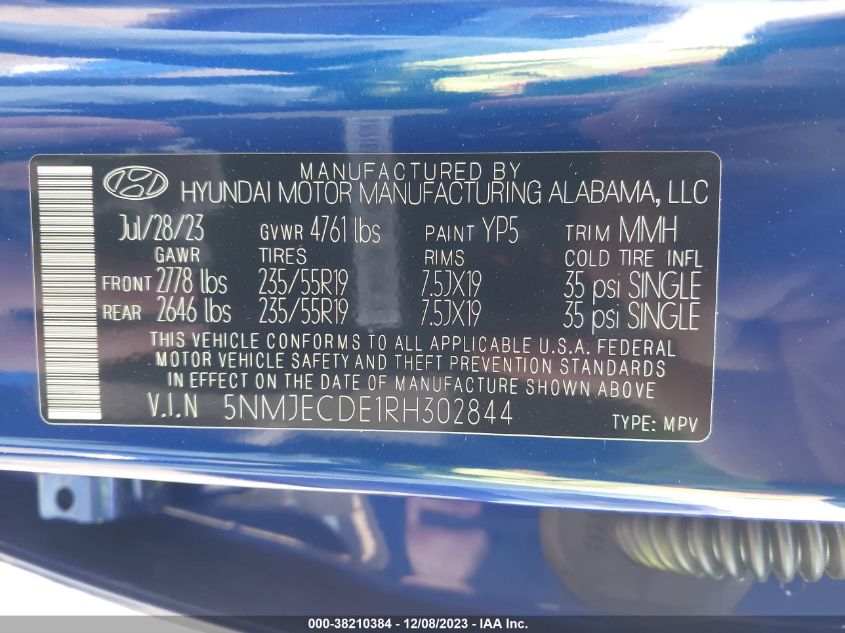 MANUFACTURED BY
HYUNDAI MOTOR MANUFACTURING ALABAMA, LLC
Jul/28/23 GVWR 4761 lbs PAINT YP5 TRIM MMH
GAWR TIRES RIMS COLD TIRE INFL
FRONT 2778 lbs 235/55R19 7.5JX19 35 psi SINGLE
REAR 2646 lbs 235/55R19 7.5JX19 35 psi SINGLE
THIS VEHICLE CONFORMS TO ALL APPLICABLE U.S.A. FEDERAL
MOTOR VEHICLE SAFETY AND THEFT PREVENTION STANDARDS
IN EFFECT ON THE DATE OF MANUFACTURE SHOWN ABOVE
V.I.N 5NMJECDE1RH302844 TYPE: MPV
000-38210384 - 12/08/2023 - IAA Inc.